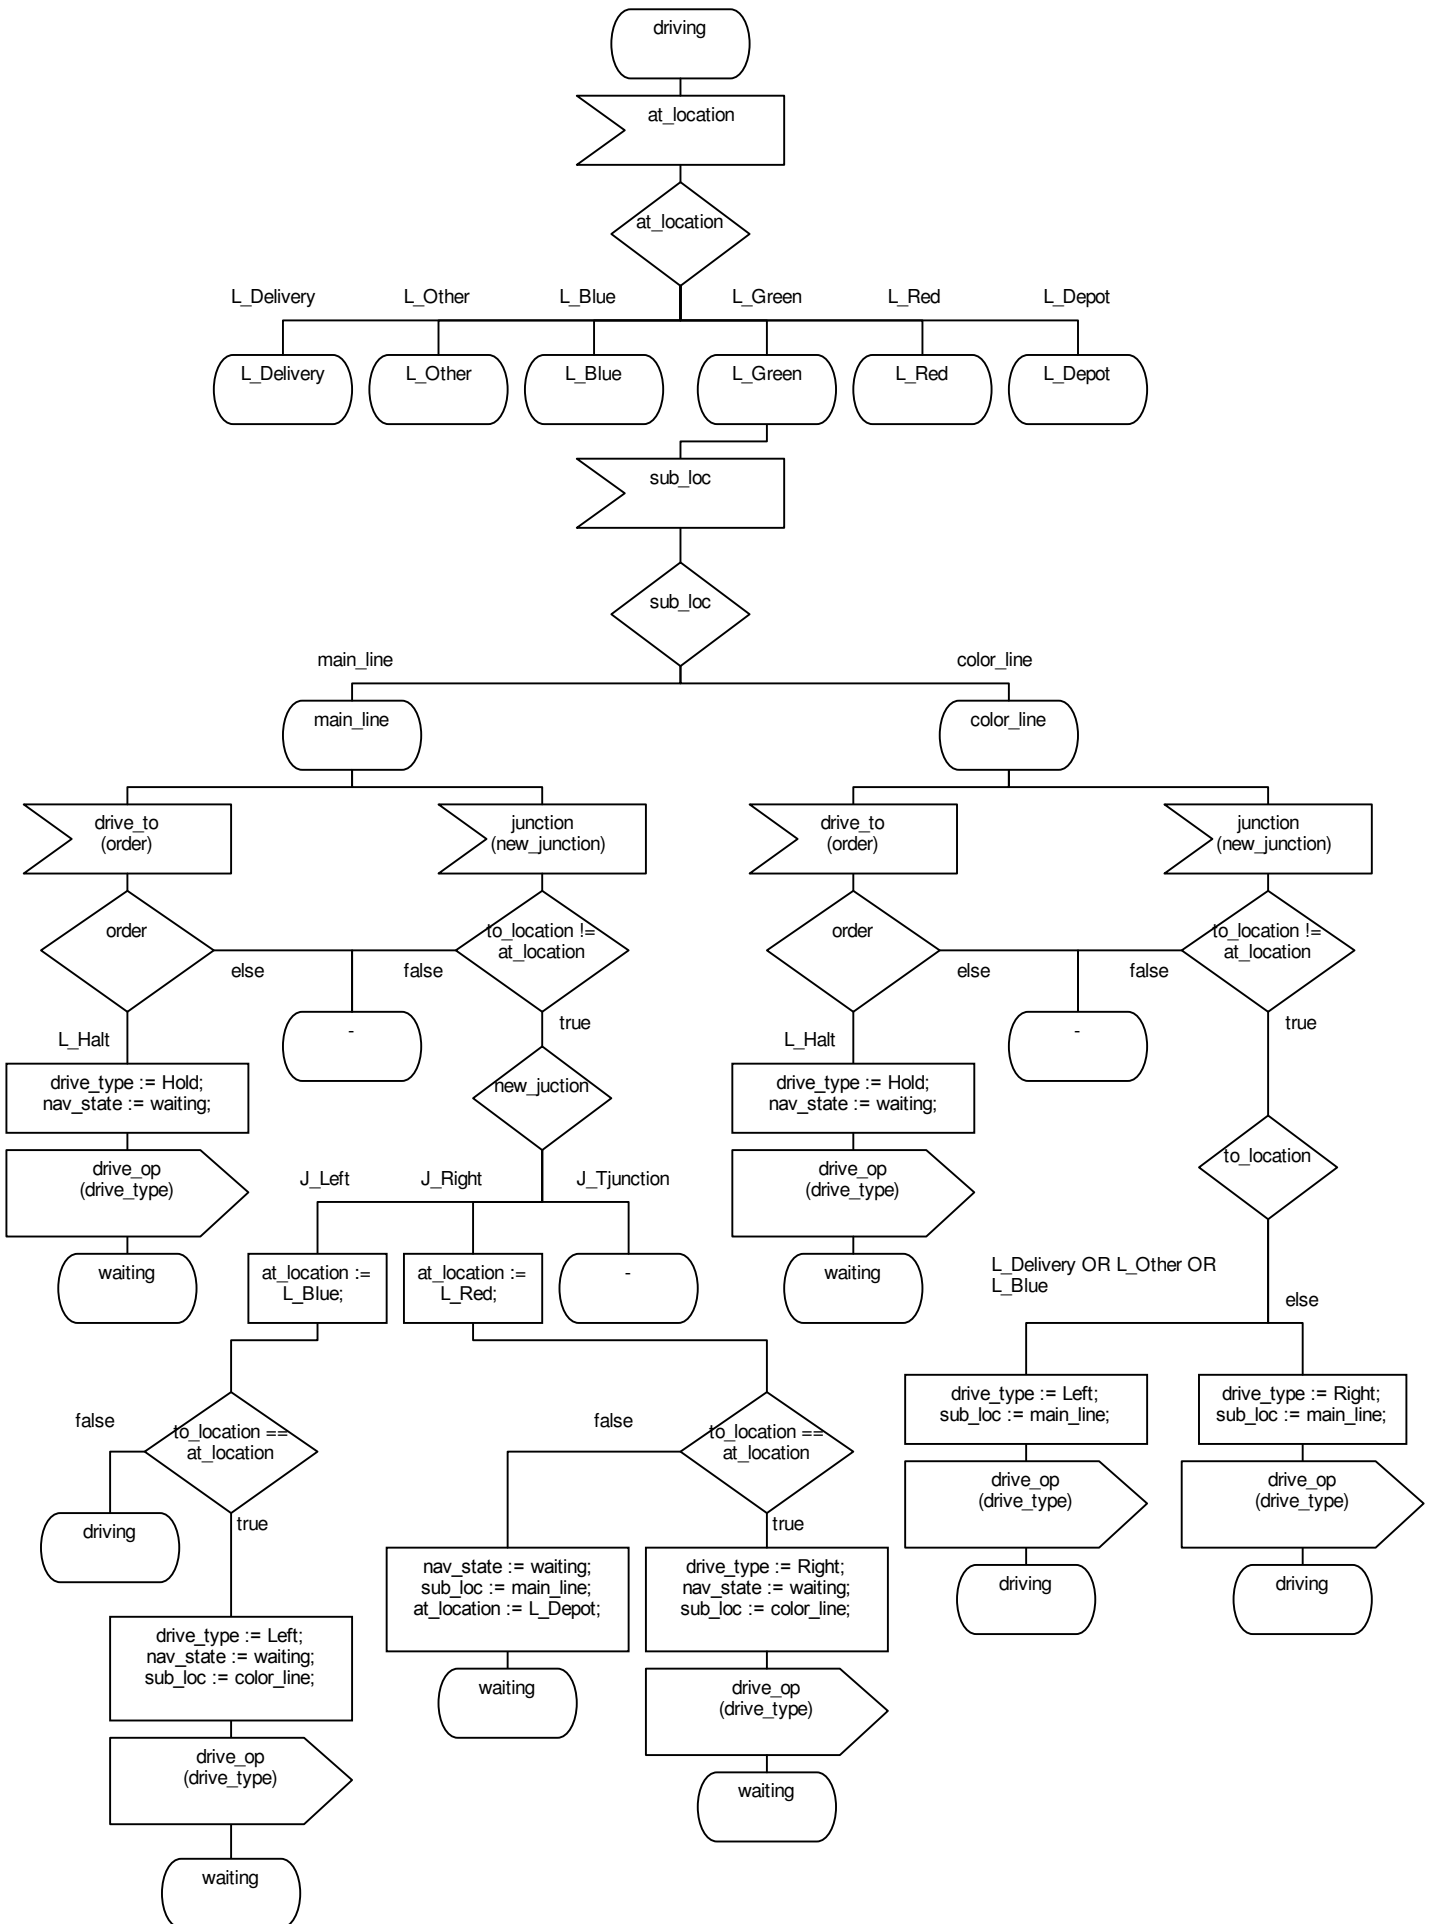 driving
at_location
at_location
L_Delivery
L_Other
L_Blue
L_Green
L_Red
L_Depot
L_Delivery
L_Other
L_Blue
L_Green
L_Red
L_Depot
sub_loc
sub_loc
main_line
color_line
main_line
color_line
drive_to
(order)
junction
(new_junction)
drive_to
(order)
junction
(new_junction)
order
else
false
to_location !=
at_location
order
else
false
to_location !=
at_location
L_Halt
-
true
L_Halt
-
true
drive_type := Hold;
nav_state := waiting;
new_juction
drive_type := Hold;
nav_state := waiting;
drive_op
(drive_type)
J_Left
J_Right
J_Tjunction
drive_op
(drive_type)
to_location
waiting
at_location :=
L_Blue;
at_location :=
L_Red;
-
waiting
L_Delivery OR L_Other OR
L_Blue
else
false
to_location ==
at_location
false
to_location ==
at_location
drive_type := Left;
sub_loc := main_line;
drive_type := Right;
sub_loc := main_line;
driving
true
true
drive_op
(drive_type)
drive_op
(drive_type)
nav_state := waiting;
sub_loc := main_line;
at_location := L_Depot;
drive_type := Right;
nav_state := waiting;
sub_loc := color_line;
driving
driving
drive_type := Left;
nav_state := waiting;
sub_loc := color_line;
waiting
drive_op
(drive_type)
drive_op
(drive_type)
waiting
waiting